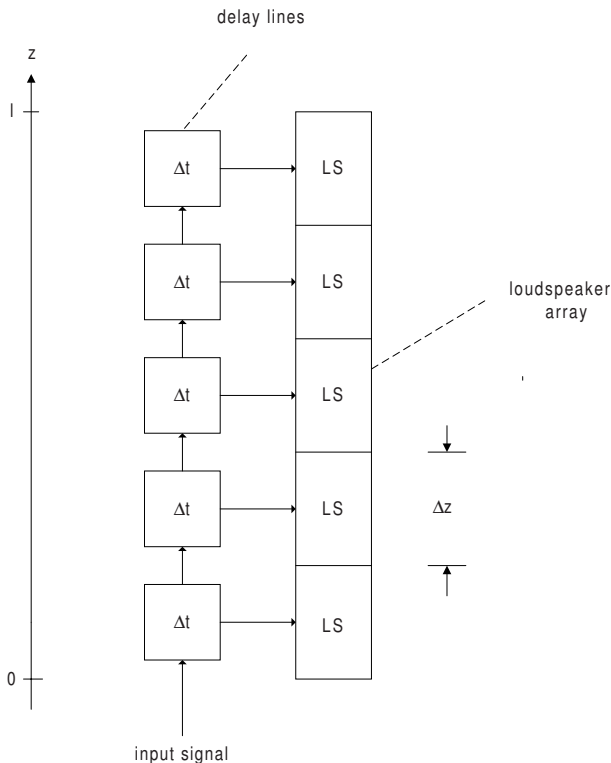 delay lines
z
l
Δt
LS
Δt
LS
loudspeaker
array
Δt
LS
Δt
LS
Δz
Δt
LS
0
input signal